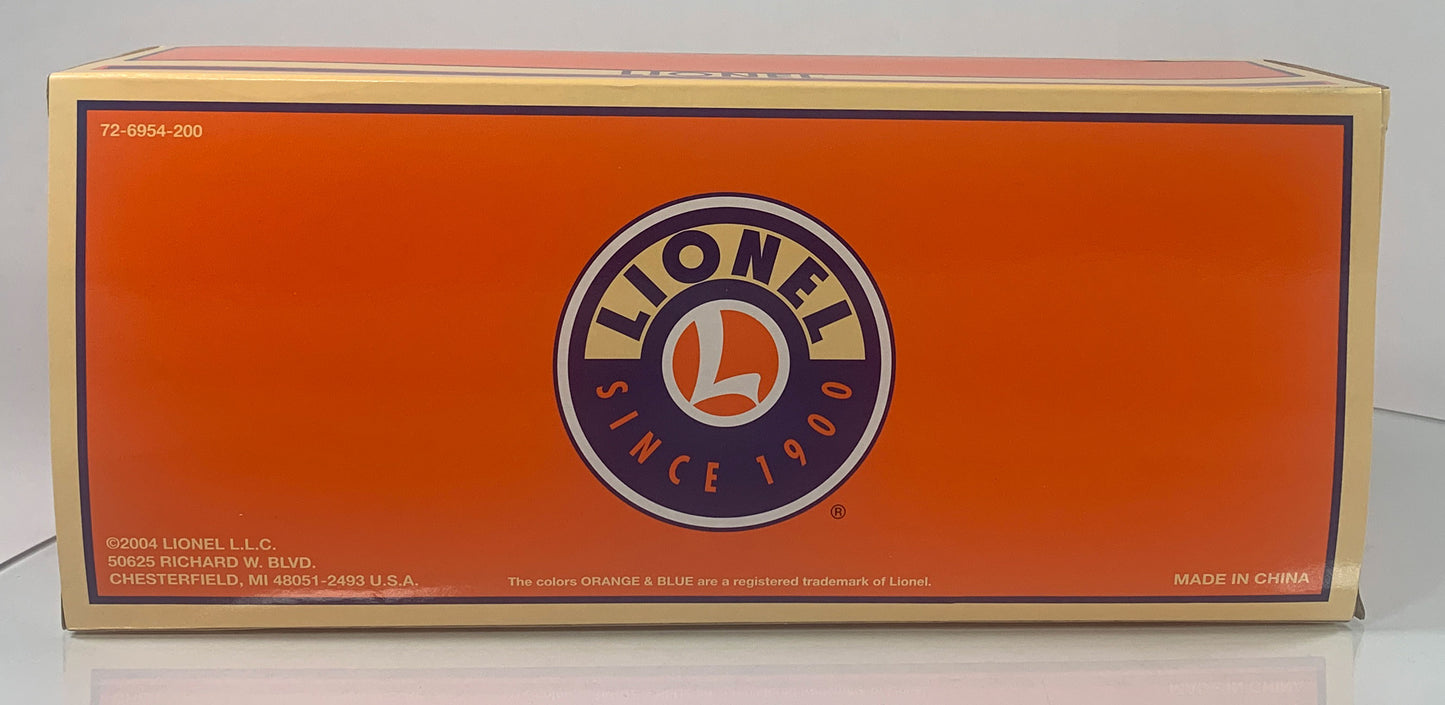 LIONEL
72-6954-200
LIONEL
L
SINCE 1900
®
©2004 LIONEL L.L.C.
50625 RICHARD W. BLVD.
CHESTERFIELD, MI 48051-2493 U.S.A.
The colors ORANGE & BLUE are a registered trademark of Lionel.
MADE IN CHINA